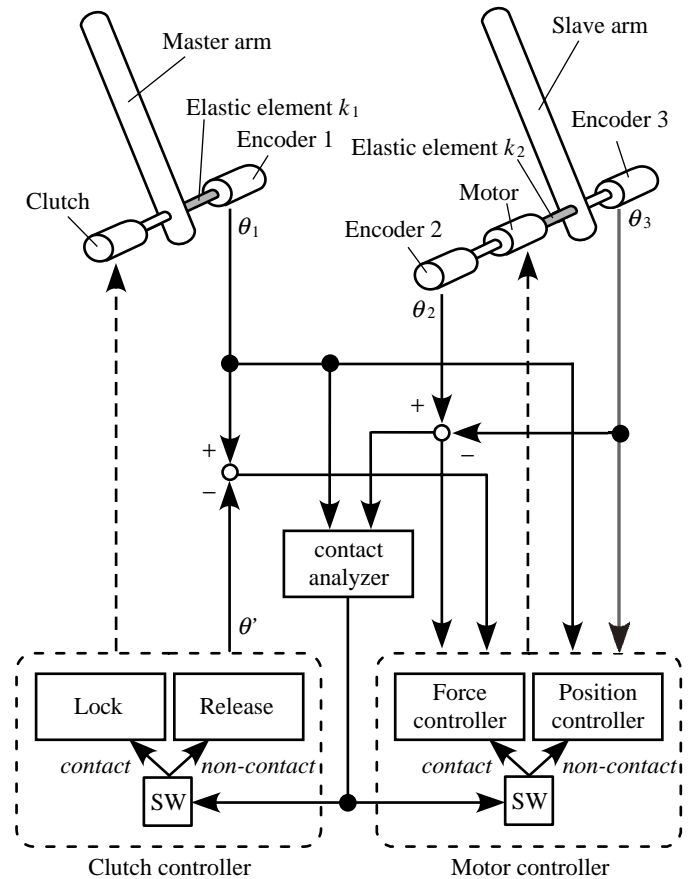 Master arm
Elastic element k1
Encoder 1
Clutch
θ1
Slave arm
Encoder 3
Elastic element k2
Motor
Encoder 2
θ3
θ2
+
−
+
−
contact
analyzer
θ'
Lock
Release
contact
non-contact
SW
Clutch controller
Force
controller
Position
controller
contact
non-contact
SW
Motor controller